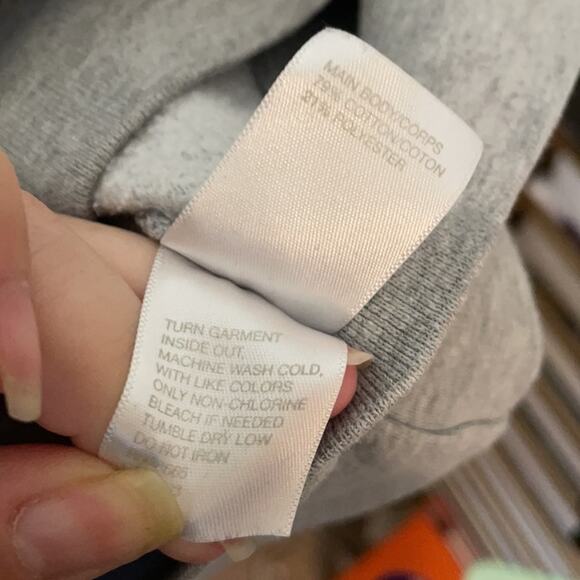 MAIN BODY/CORPS
79% COTTON/COTON
21% POLYESTER
TURN GARMENT
INSIDE OUT,
MACHINE WASH COLD,
WITH LIKE COLORS
ONLY NON-CHLORINE
BLEACH IF NEEDED
TUMBLE DRY LOW
DO NOT IRON